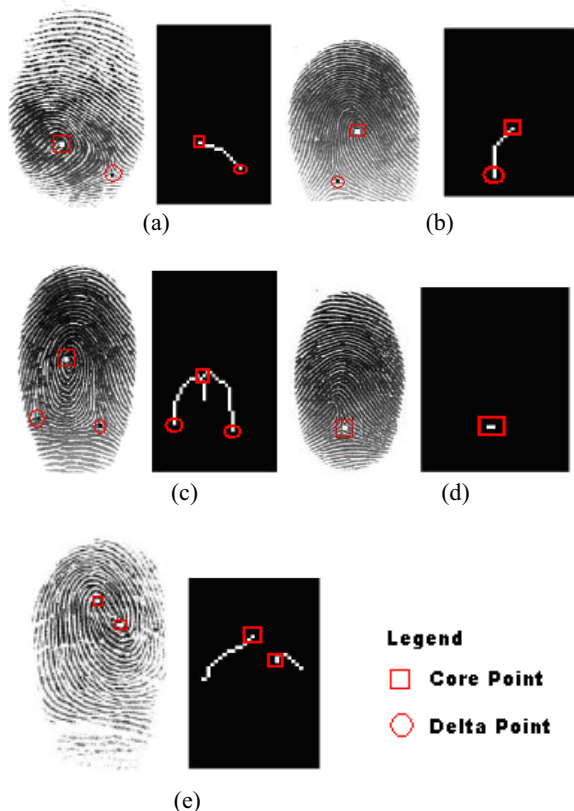 (a)
(b)
(c)
(d)
(e)
Legend
Core Point
Delta Point